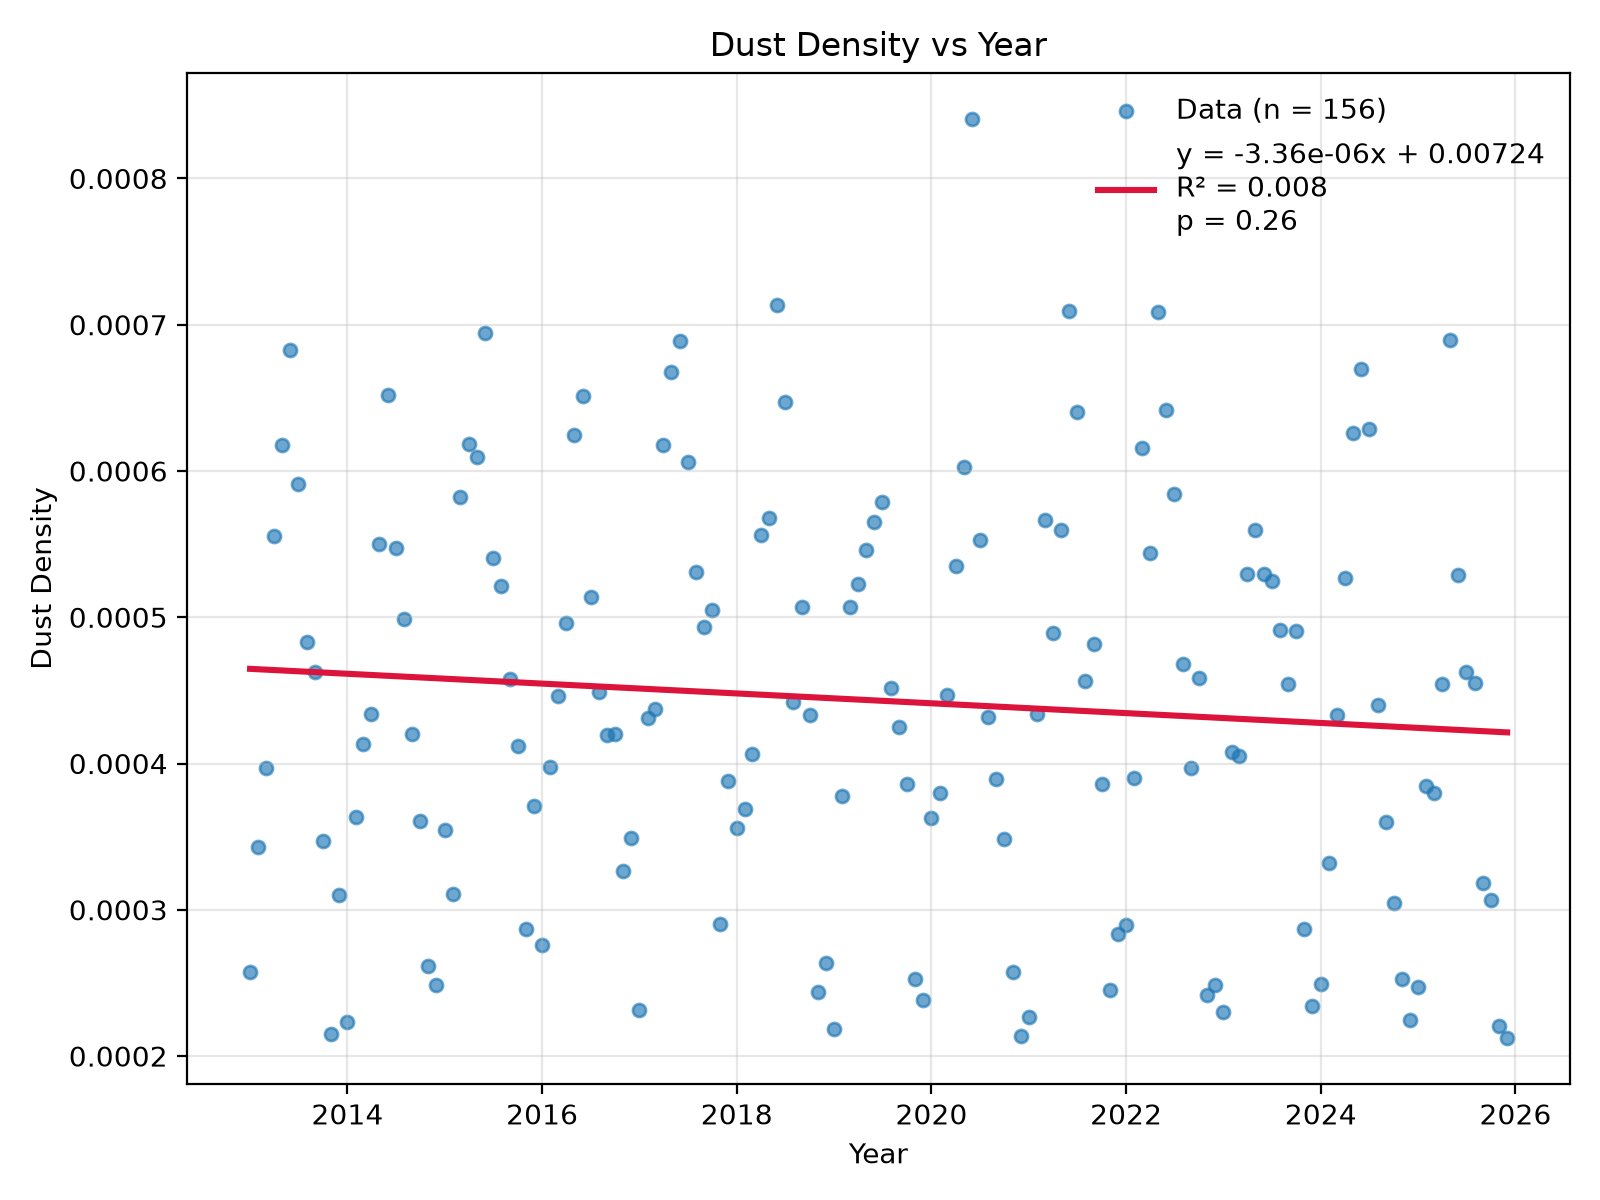 Dust Density vs Year
Data (n = 156)
y = -3.36e-06x + 0.00724
R² = 0.008
p = 0.26
0.0008
0.0007
0.0006
0.0005
0.0004
0.0003
0.0002
Dust Density
2014 2016 2018 2020 2022 2024 2026
Year